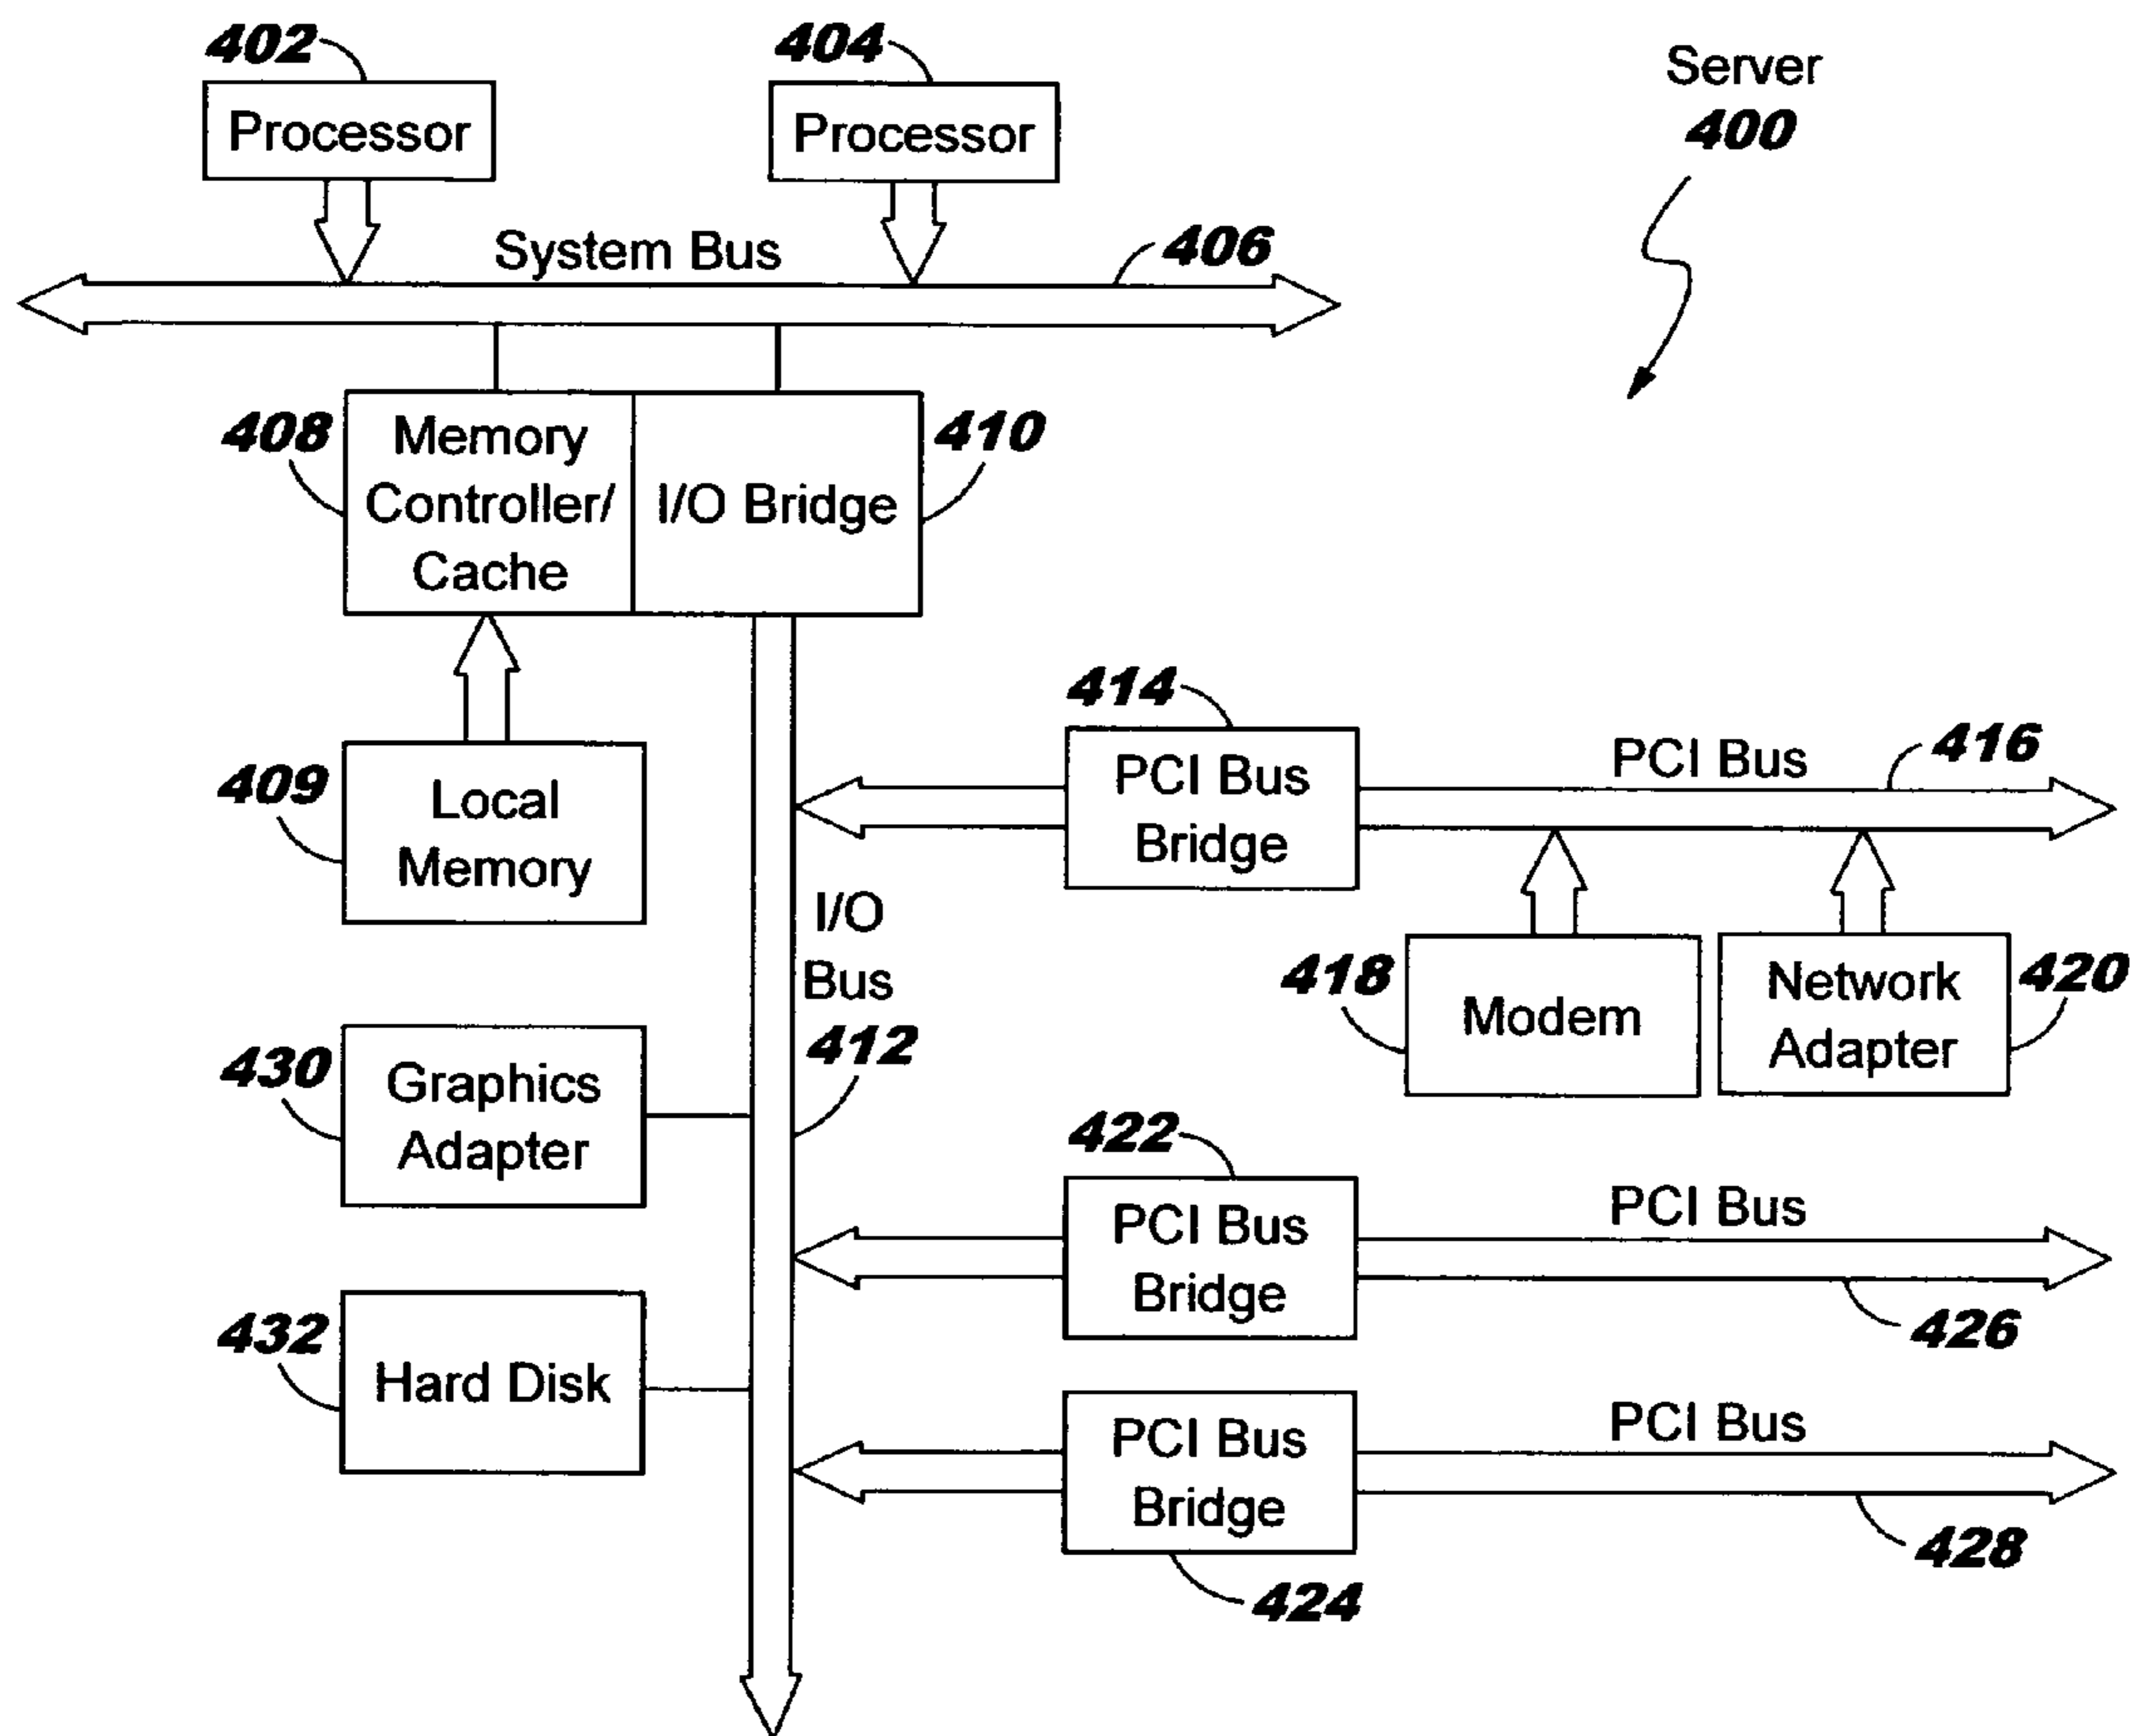 402
404
Server
400
Processor
Processor
System Bus
406
408
Memory
Controller/
Cache
I/O Bridge
410
414
PCI Bus
Bridge
PCI Bus
416
409
Local
Memory
I/O
Bus
412
418
Modem
Network
Adapter
420
430
Graphics
Adapter
422
PCI Bus
Bridge
PCI Bus
426
432
Hard Disk
PCI Bus
Bridge
PCI Bus
428
424